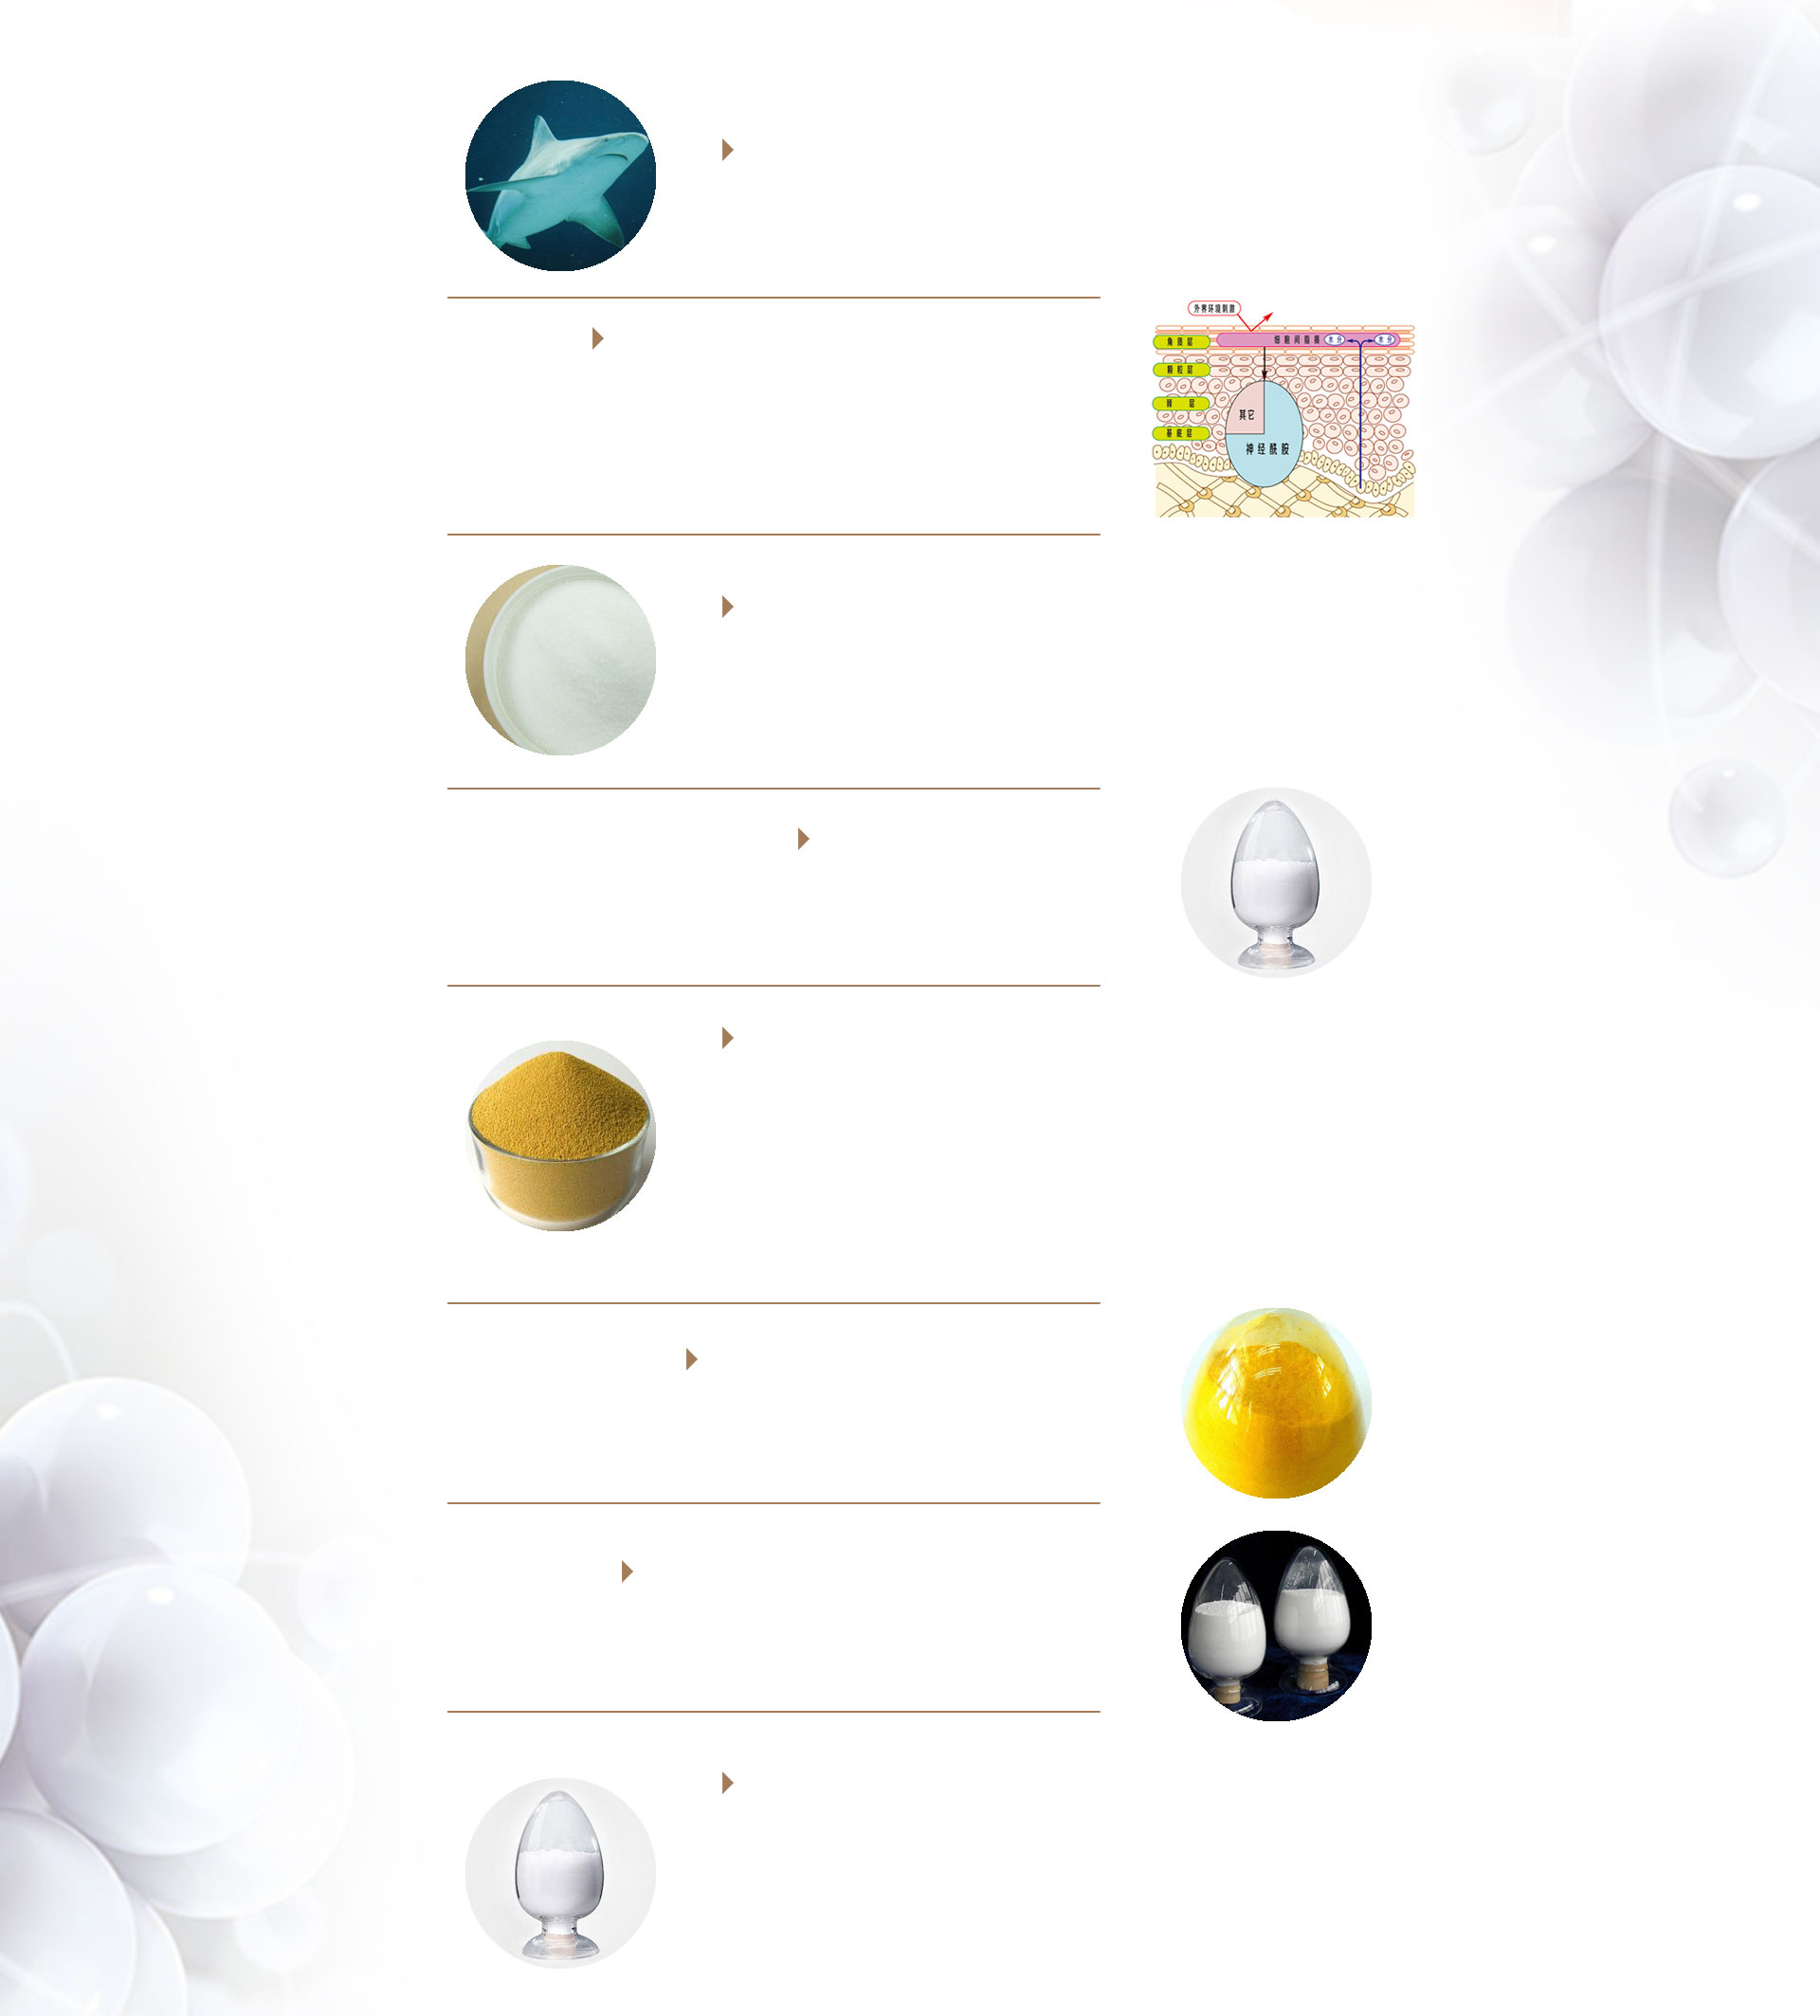 外界环境刺激
角质层
细胞间脂质
水分
水分
颗粒层
棘层
其它
基底层
神经酰胺